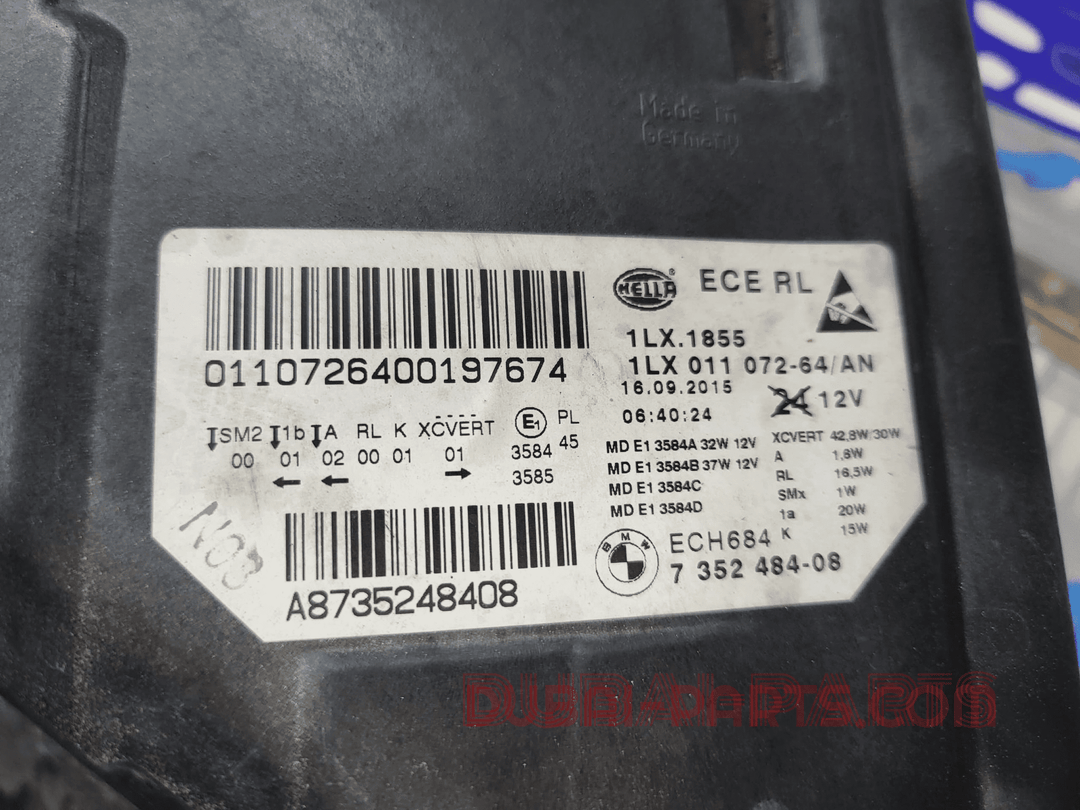 Made in
Germany
HELLA
ECE RL
01107264001976​74
1LX.1855
1LX 011 072-64/AN
16.09.2015
06:40:24
24 12V
SM2 1b A RL K XCVERT E1 PL
00 01 02 00 01 01 3584 45
3585
MD E1 3584A 32W 12V
MD E1 3584B 37W 12V
MD E1 3584C
MD E1 3584D
XCVERT 42,8W/30W
A 1,8W
RL 16,5W
SMx 1W
1a 20W
K 15W
N03
BMW
ECH684
7 352 484-08
A8735248408
DUBAI-PARTS.COM